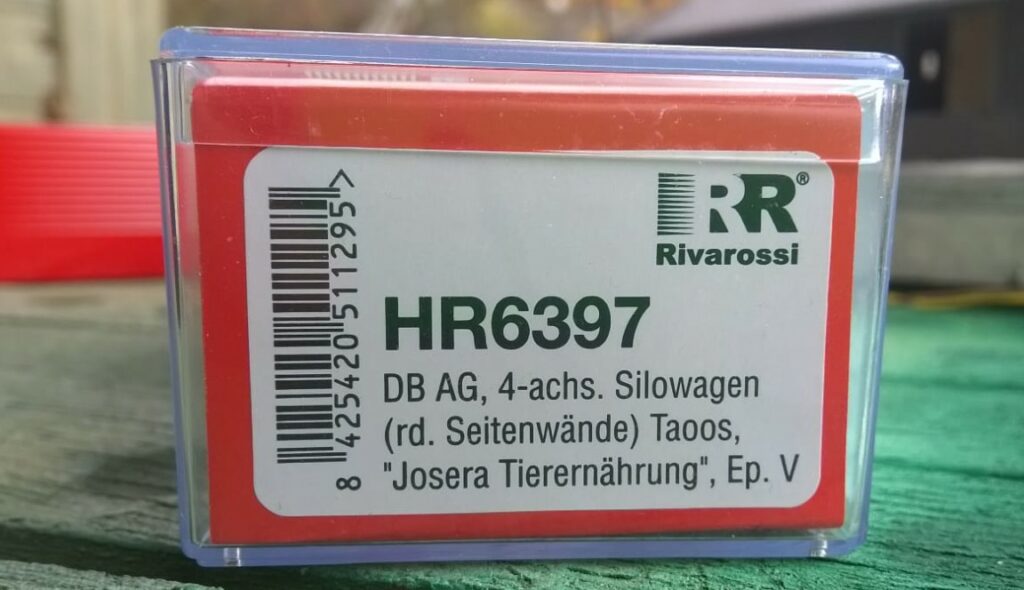 RR®
Rivarossi
HR6397
DB AG, 4-achs. Silowagen
(rd. Seitenwände) Taoos,
"Josera Tierernährung", Ep. V
8 425420 511295 >